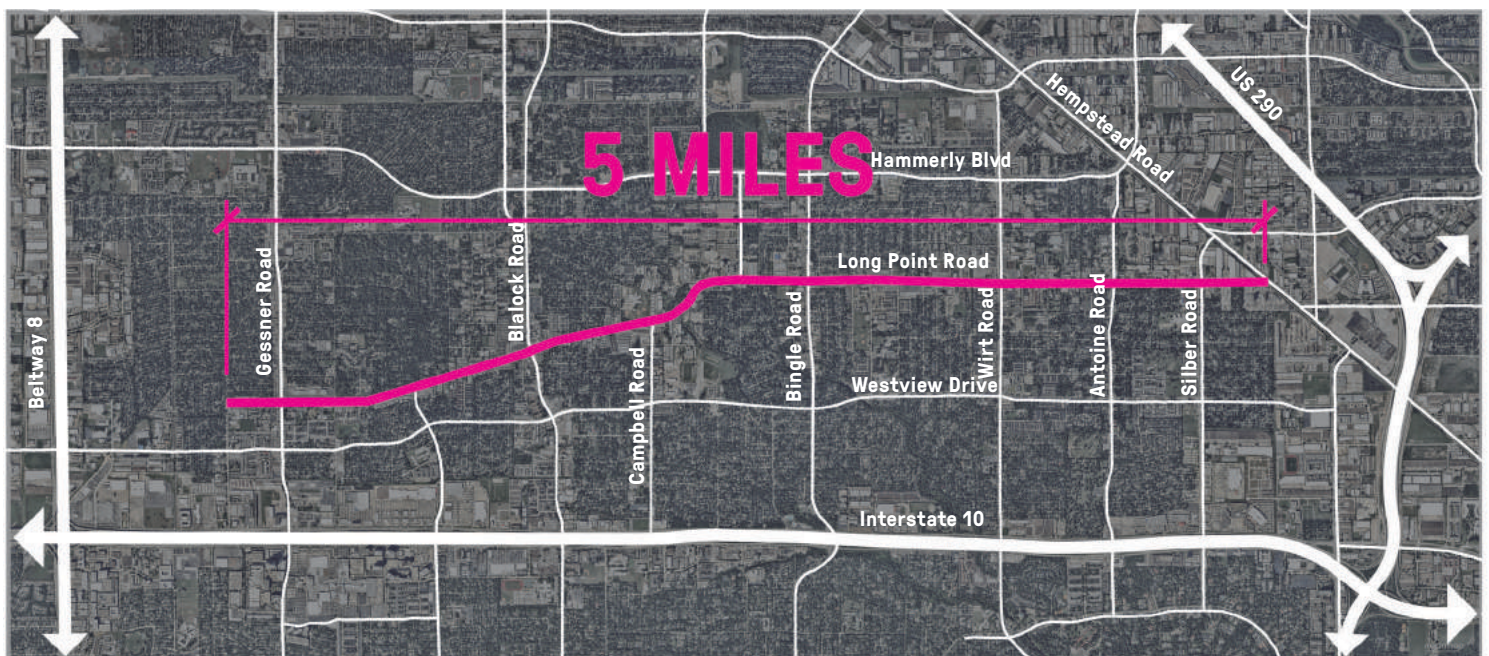 US 290
Hempstead Road
5 MILES
Hammerly Blvd
Long Point Road
Gessner Road
Blalock Road
Beltway 8
Campbell Road
Bingle Road
Wirt Road
Antoine Road
Silber Road
Westview Drive
Interstate 10